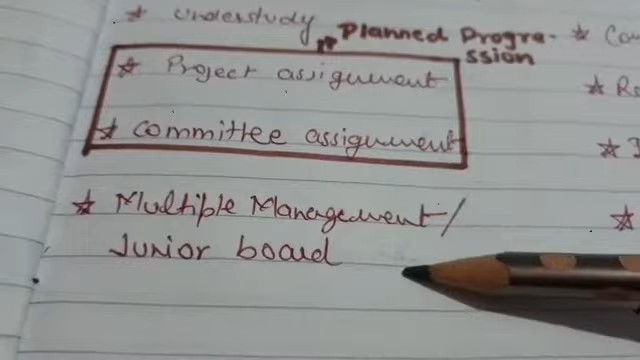 * Understudy
Planned Progre-
ssion
* Project assignment
* Committee assignment
* Multiple Management/
Junior board